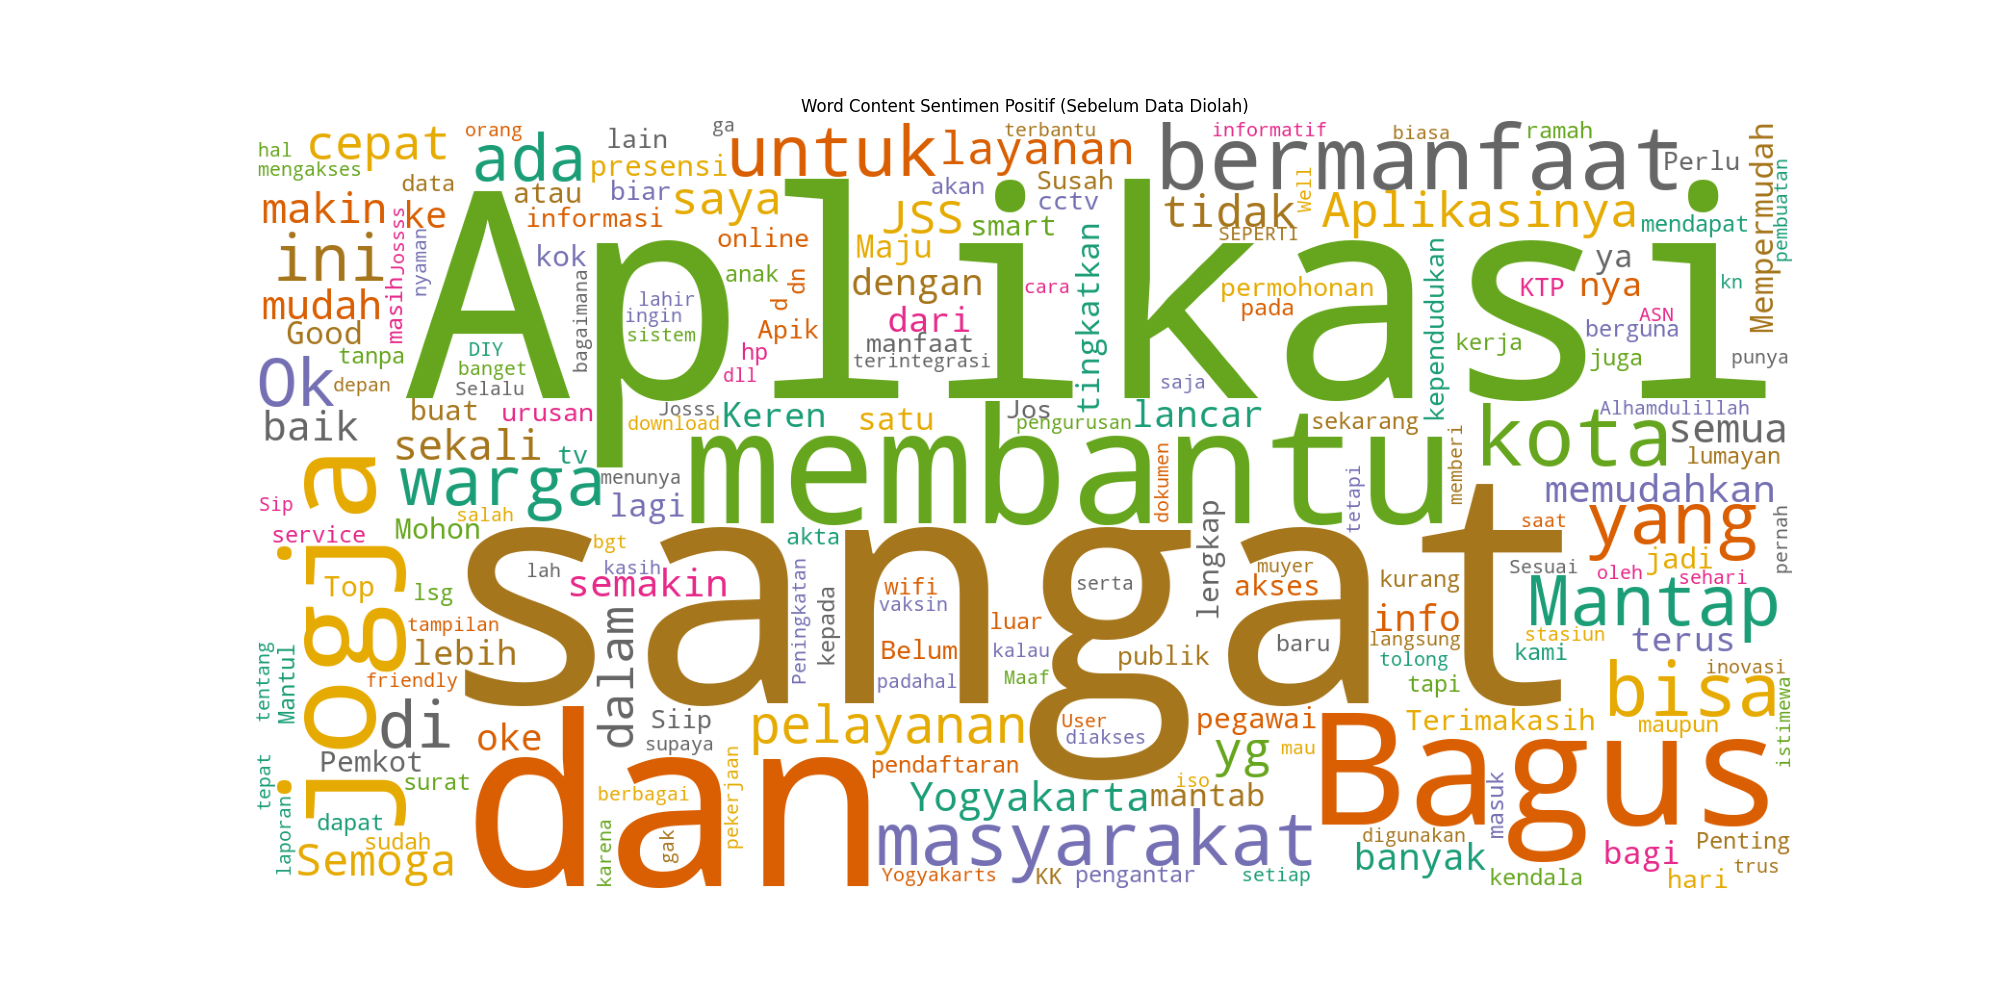 Word Content Sentimen Positif (Sebelum Data Diolah)
hal
cepat
orang
ada
lain
ga
untuk
layanan
terbantu
bermanfaat
informatif
biasa
ramah
Perlu
Mempermudah
pembuatan
mengakses
presensi
data
atau
biar
saya
akan
Susah
cctv
Well
tidak
Aplikasinya
mendapat
makin
ke
informasi
JSS
smart
SEPERTI
masih
Jossss
nyaman
ini
kok
online
Maju
tingkatkan
kependudukan
ya
Aplikasi
mudah
bagaimana
lahir
ingin
sistem
anak
d
dn
dengan
cara
permohonan
pada
KTP
nya
kn
Good
Apik
dari
ASN
berguna
tanpa
DIY
banget
Selalu
hp
dll
manfaat
terintegrasi
kerja
juga
punya
Ok
depan
saja
baik
buat
urusan
Josss
download
Keren
satu
Jos
pengurusan
lancar
sekarang
Alhamdulillah
sekali
tv
membantu
kota
semua
lumayan
jogja
warga
menunya
lagi
dokumen
tetapi
memberi
memudahkan
Sip
salah
service
Mohon
yang
saat
pernah
sangat
bgt
akta
lengkap
lah
kasih
semakin
Peningkatan
kepada
wifi
vaksin
serta
muyer
akses
kurang
Sesuai
oleh
jadi
sehari
Top
lsg
Mantap
tampilan
dalam
luar
info
langsung
stasiun
terus
tentang
Mantul
lebih
Belum
kalau
publik
baru
tolong
kami
inovasi
friendly
padahal
Maaf
tapi
bisa
istimewa
di
oke
Siip
supaya
pelayanan
User
diakses
pegawai
Terimakasih
maupun
dan
Bagus
Pemkot
yg
mau
tepat
surat
berbagai
pekerjaan
pendaftaran
iso
laporan
dapat
Yogyakarta
mantab
masuk
sudah
karena
gak
masyarakat
digunakan
Penting
Semoga
banyak
bagi
trus
Yogyakarts
KK
pengantar
setiap
kendala
hari